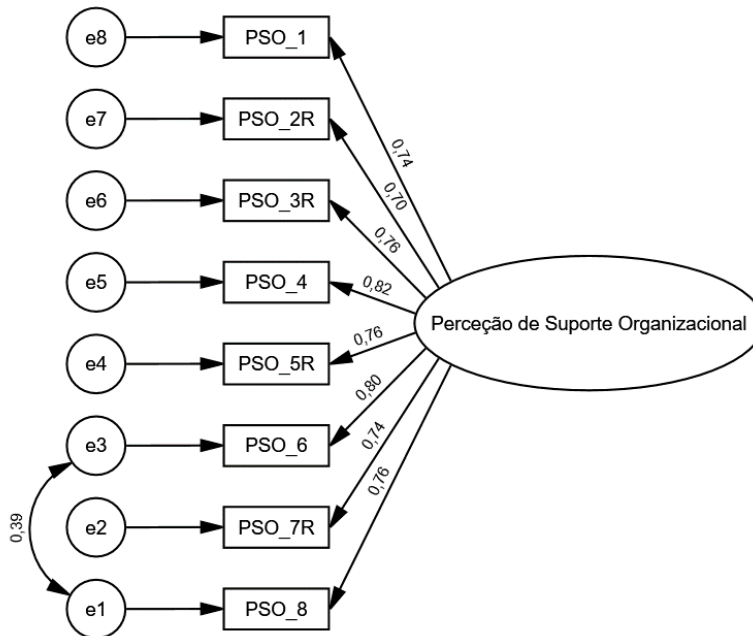 e8
PSO_1
e7
PSO_2R
e6
PSO_3R
e5
PSO_4
e4
PSO_5R
e3
PSO_6
e2
PSO_7R
e1
PSO_8
0,74
0,70
0,76
0,82
0,76
0,80
0,74
0,76
Perceção de Suporte Organizacional
0,39